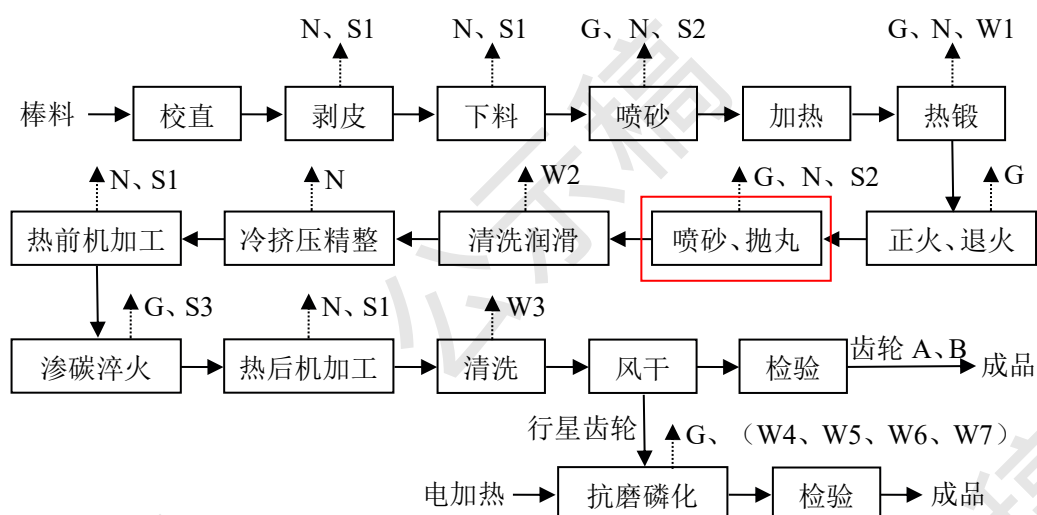 N、S1 N、S1 G、N、S2 G、N、W1
棒料 校直 剥皮 下料 喷砂 加热 热锻
N、S1 N W2 G、N、S2 G
热前机加工 冷挤压精整 清洗润滑 喷砂、抛丸 正火、退火
G、S3 N、S1 W3
渗碳淬火 热后机加工 清洗 风干 检验 齿轮 A、B 成品
行星齿轮 G、（W4、W5、W6、W7）
电加热 抗磨磷化 检验 成品
公示稿
稿